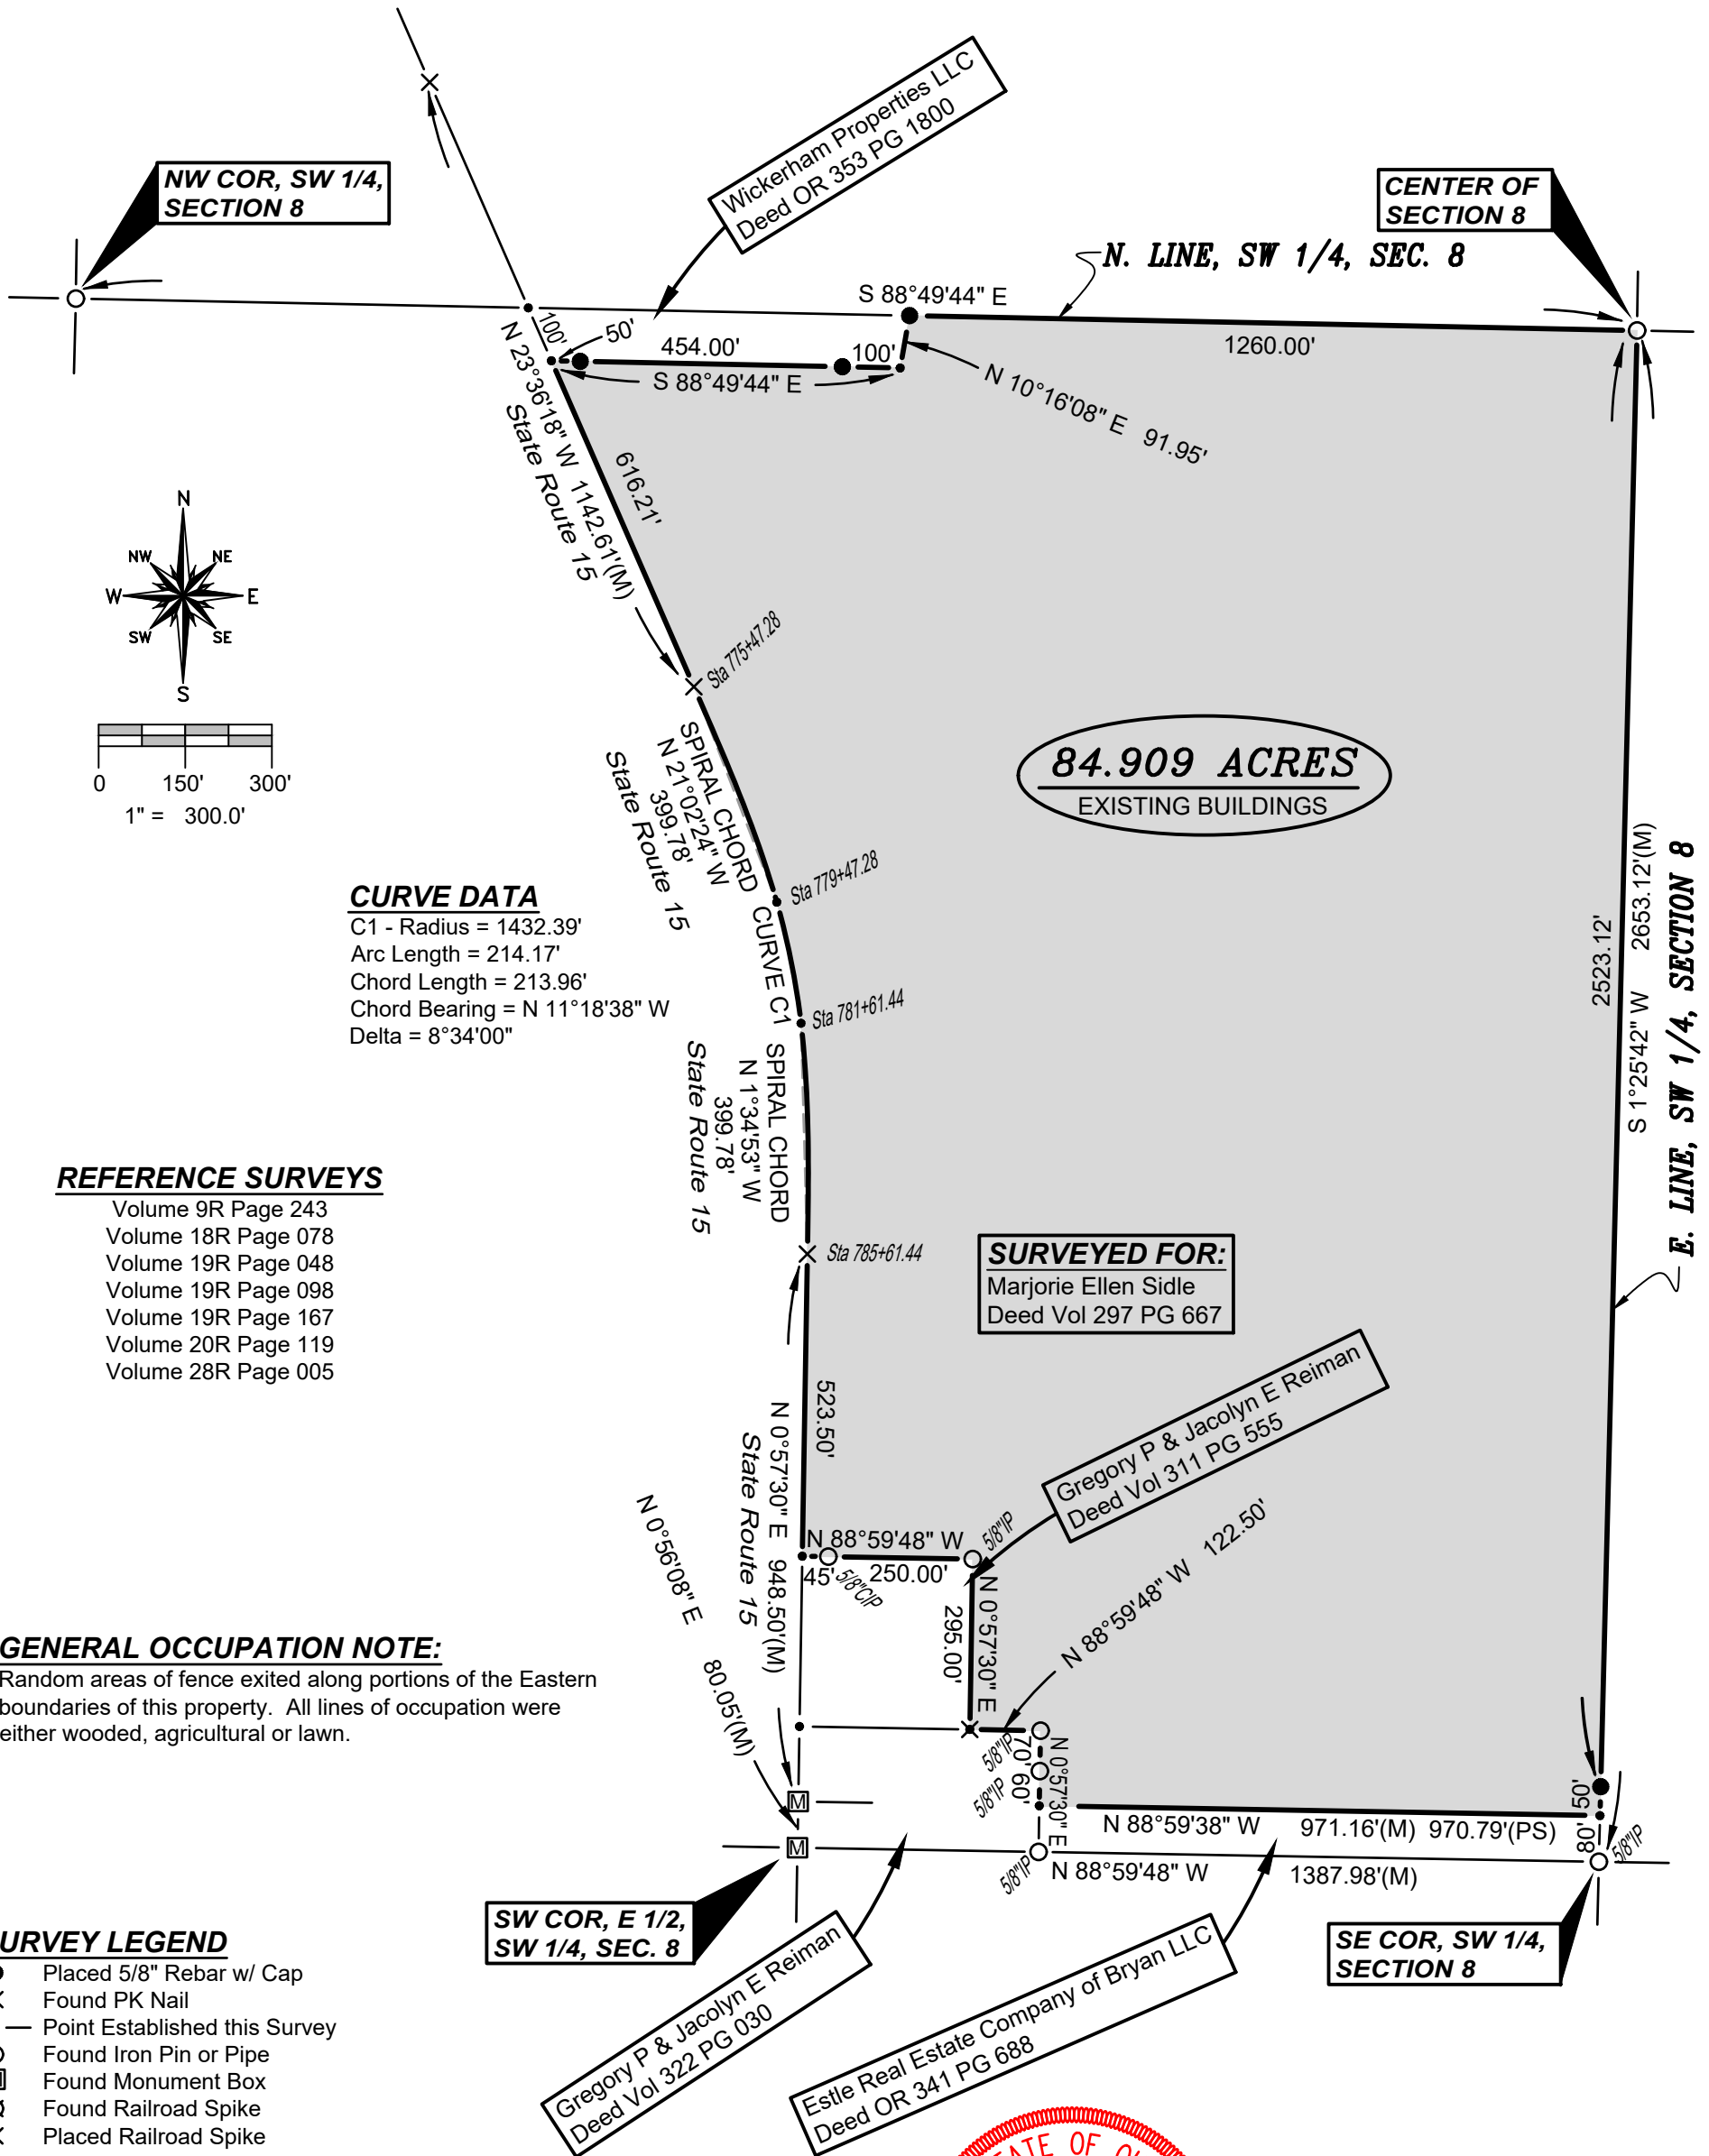 Wickerham Properties LLC
Deed OR 353 PG 1800
NW COR, SW 1/4,
SECTION 8
CENTER OF
SECTION 8
N. LINE, SW 1/4, SEC. 8
S 88°49'44" E
1260.00'
100'
50'
454.00'
100'
S 88°49'44" E
N 10°16'08" E 91.95'
N 23°36'18" W 1142.61'(M)
State Route 15
616.21'
N
NW
NE
W
E
SW
SE
S
0 150' 300'
1" = 300.0'
Sta 775+47.28
SPIRAL CHORD
N 21°02'24" W
399.78'
State Route 15
84.909 ACRES
EXISTING BUILDINGS
Sta 779+47.28
CURVE C1
CURVE DATA
C1 - Radius = 1432.39'
Arc Length = 214.17'
Chord Length = 213.96'
Chord Bearing = N 11°18'38" W
Delta = 8°34'00"
Sta 781+61.44
SPIRAL CHORD
N 1°34'53" W
399.78'
State Route 15
2523.12'
S 1°25'42" W 2653.12'(M)
E. LINE, SW 1/4, SECTION 8
REFERENCE SURVEYS
Volume 9R Page 243
Volume 18R Page 078
Volume 19R Page 048
Volume 19R Page 098
Volume 19R Page 167
Volume 20R Page 119
Volume 28R Page 005
Sta 785+61.44
SURVEYED FOR:
Marjorie Ellen Sidle
Deed Vol 297 PG 667
523.50'
N 0°57'30" E 948.50'(M)
State Route 15
Gregory P & Jacolyn E Reiman
Deed Vol 311 PG 555
N 88°59'48" W
5/8"IP
45'
5/8"CIP
250.00'
N 0°57'30" E
295.00'
N 88°59'48" W 122.50'
N 0°56'08" E 80.05'(M)
GENERAL OCCUPATION NOTE:
Random areas of fence exited along portions of the Eastern
boundaries of this property. All lines of occupation were
either wooded, agricultural or lawn.
5/8"IP
70'
5/8"IP
60'
N 0°57'30" E
M
M
50'
80'
N 88°59'38" W 971.16'(M) 970.79'(PS)
5/8"IP
5/8"IP
N 88°59'48" W 1387.98'(M)
SW COR, E 1/2,
SW 1/4, SEC. 8
SE COR, SW 1/4,
SECTION 8
Gregory P & Jacolyn E Reiman
Deed Vol 322 PG 030
Estle Real Estate Company of Bryan LLC
Deed OR 341 PG 688
URVEY LEGEND
Placed 5/8" Rebar w/ Cap
Found PK Nail
Point Established this Survey
Found Iron Pin or Pipe
Found Monument Box
Found Railroad Spike
Placed Railroad Spike
ATE OF O